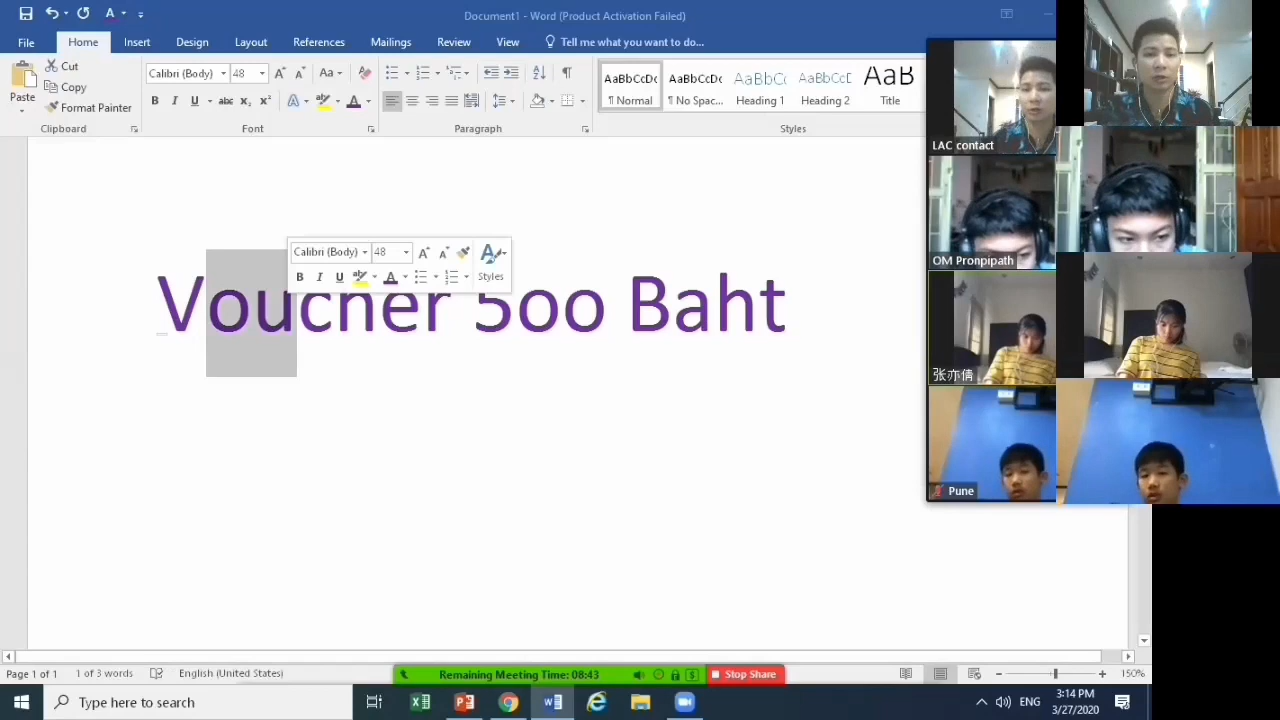 Document1 - Word (Product Activation Failed)
File Home Insert Design Layout References Mailings Review View Tell me what you want to do...
Paste
Cut
Copy
Format Painter
Clipboard
Calibri (Body) 48
Font
Paragraph
AaBbCcDc AaBbCcDc AaBbCc AaBbCcD AaB
¶ Normal ¶ No Spac... Heading 1 Heading 2 Title
Styles
Calibri (Body) 48
Styles
Voucher 5oo Baht
LAC contact
OM Pronpipath
张亦倩
Pune
Page 1 of 1 1 of 3 words English (United States)
Remaining Meeting Time: 08:43
Stop Share
150%
Type here to search
ENG
3:14 PM
3/27/2020